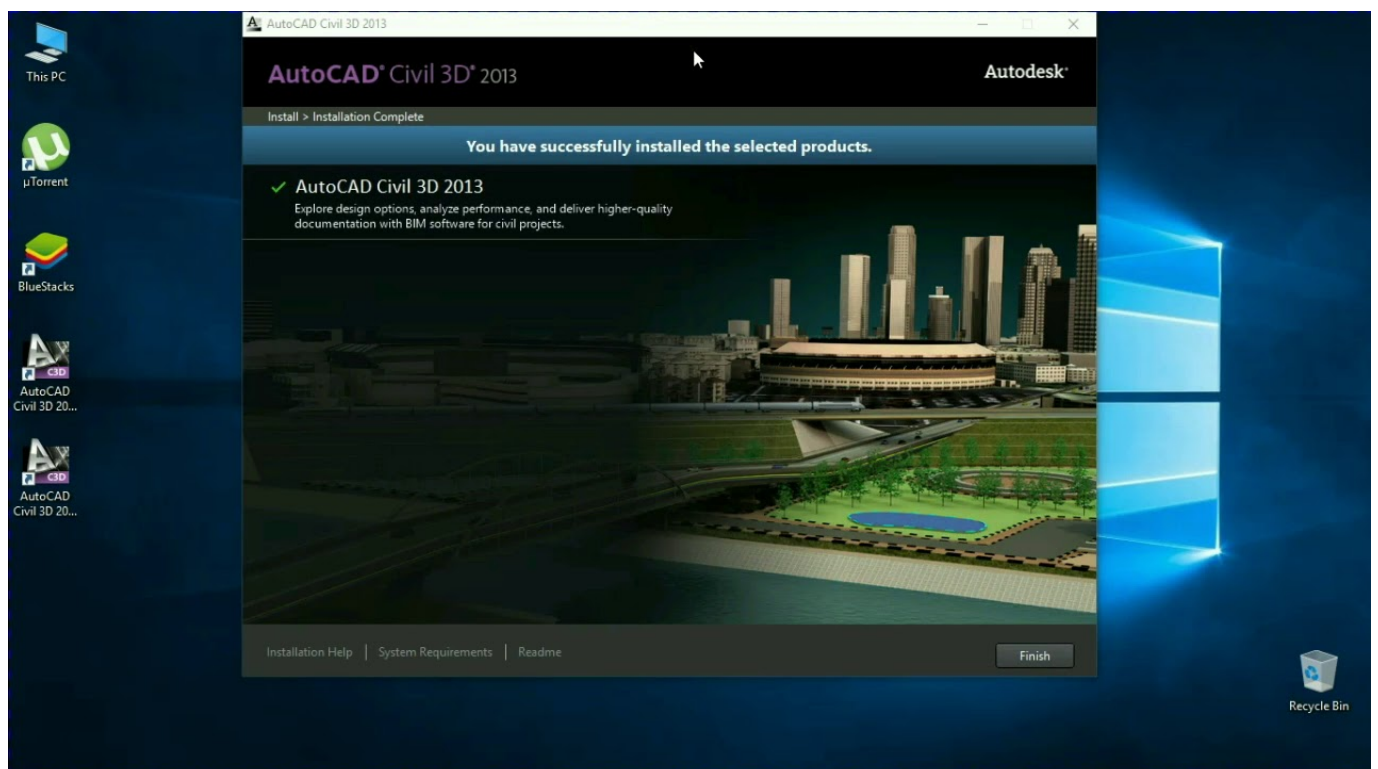 AutoCAD Civil 3D 2013
AutoCAD® Civil 3D® 2013
Autodesk®
Install > Installation Complete
You have successfully installed the selected products.
AutoCAD Civil 3D 2013
Explore design options, analyze performance, and deliver higher-quality
documentation with BIM software for civil projects.
Installation Help | System Requirements | Readme
Finish
This PC
µTorrent
BlueStacks
C3D
AutoCAD
Civil 3D 20...
C3D
AutoCAD
Civil 3D 20...
Recycle Bin